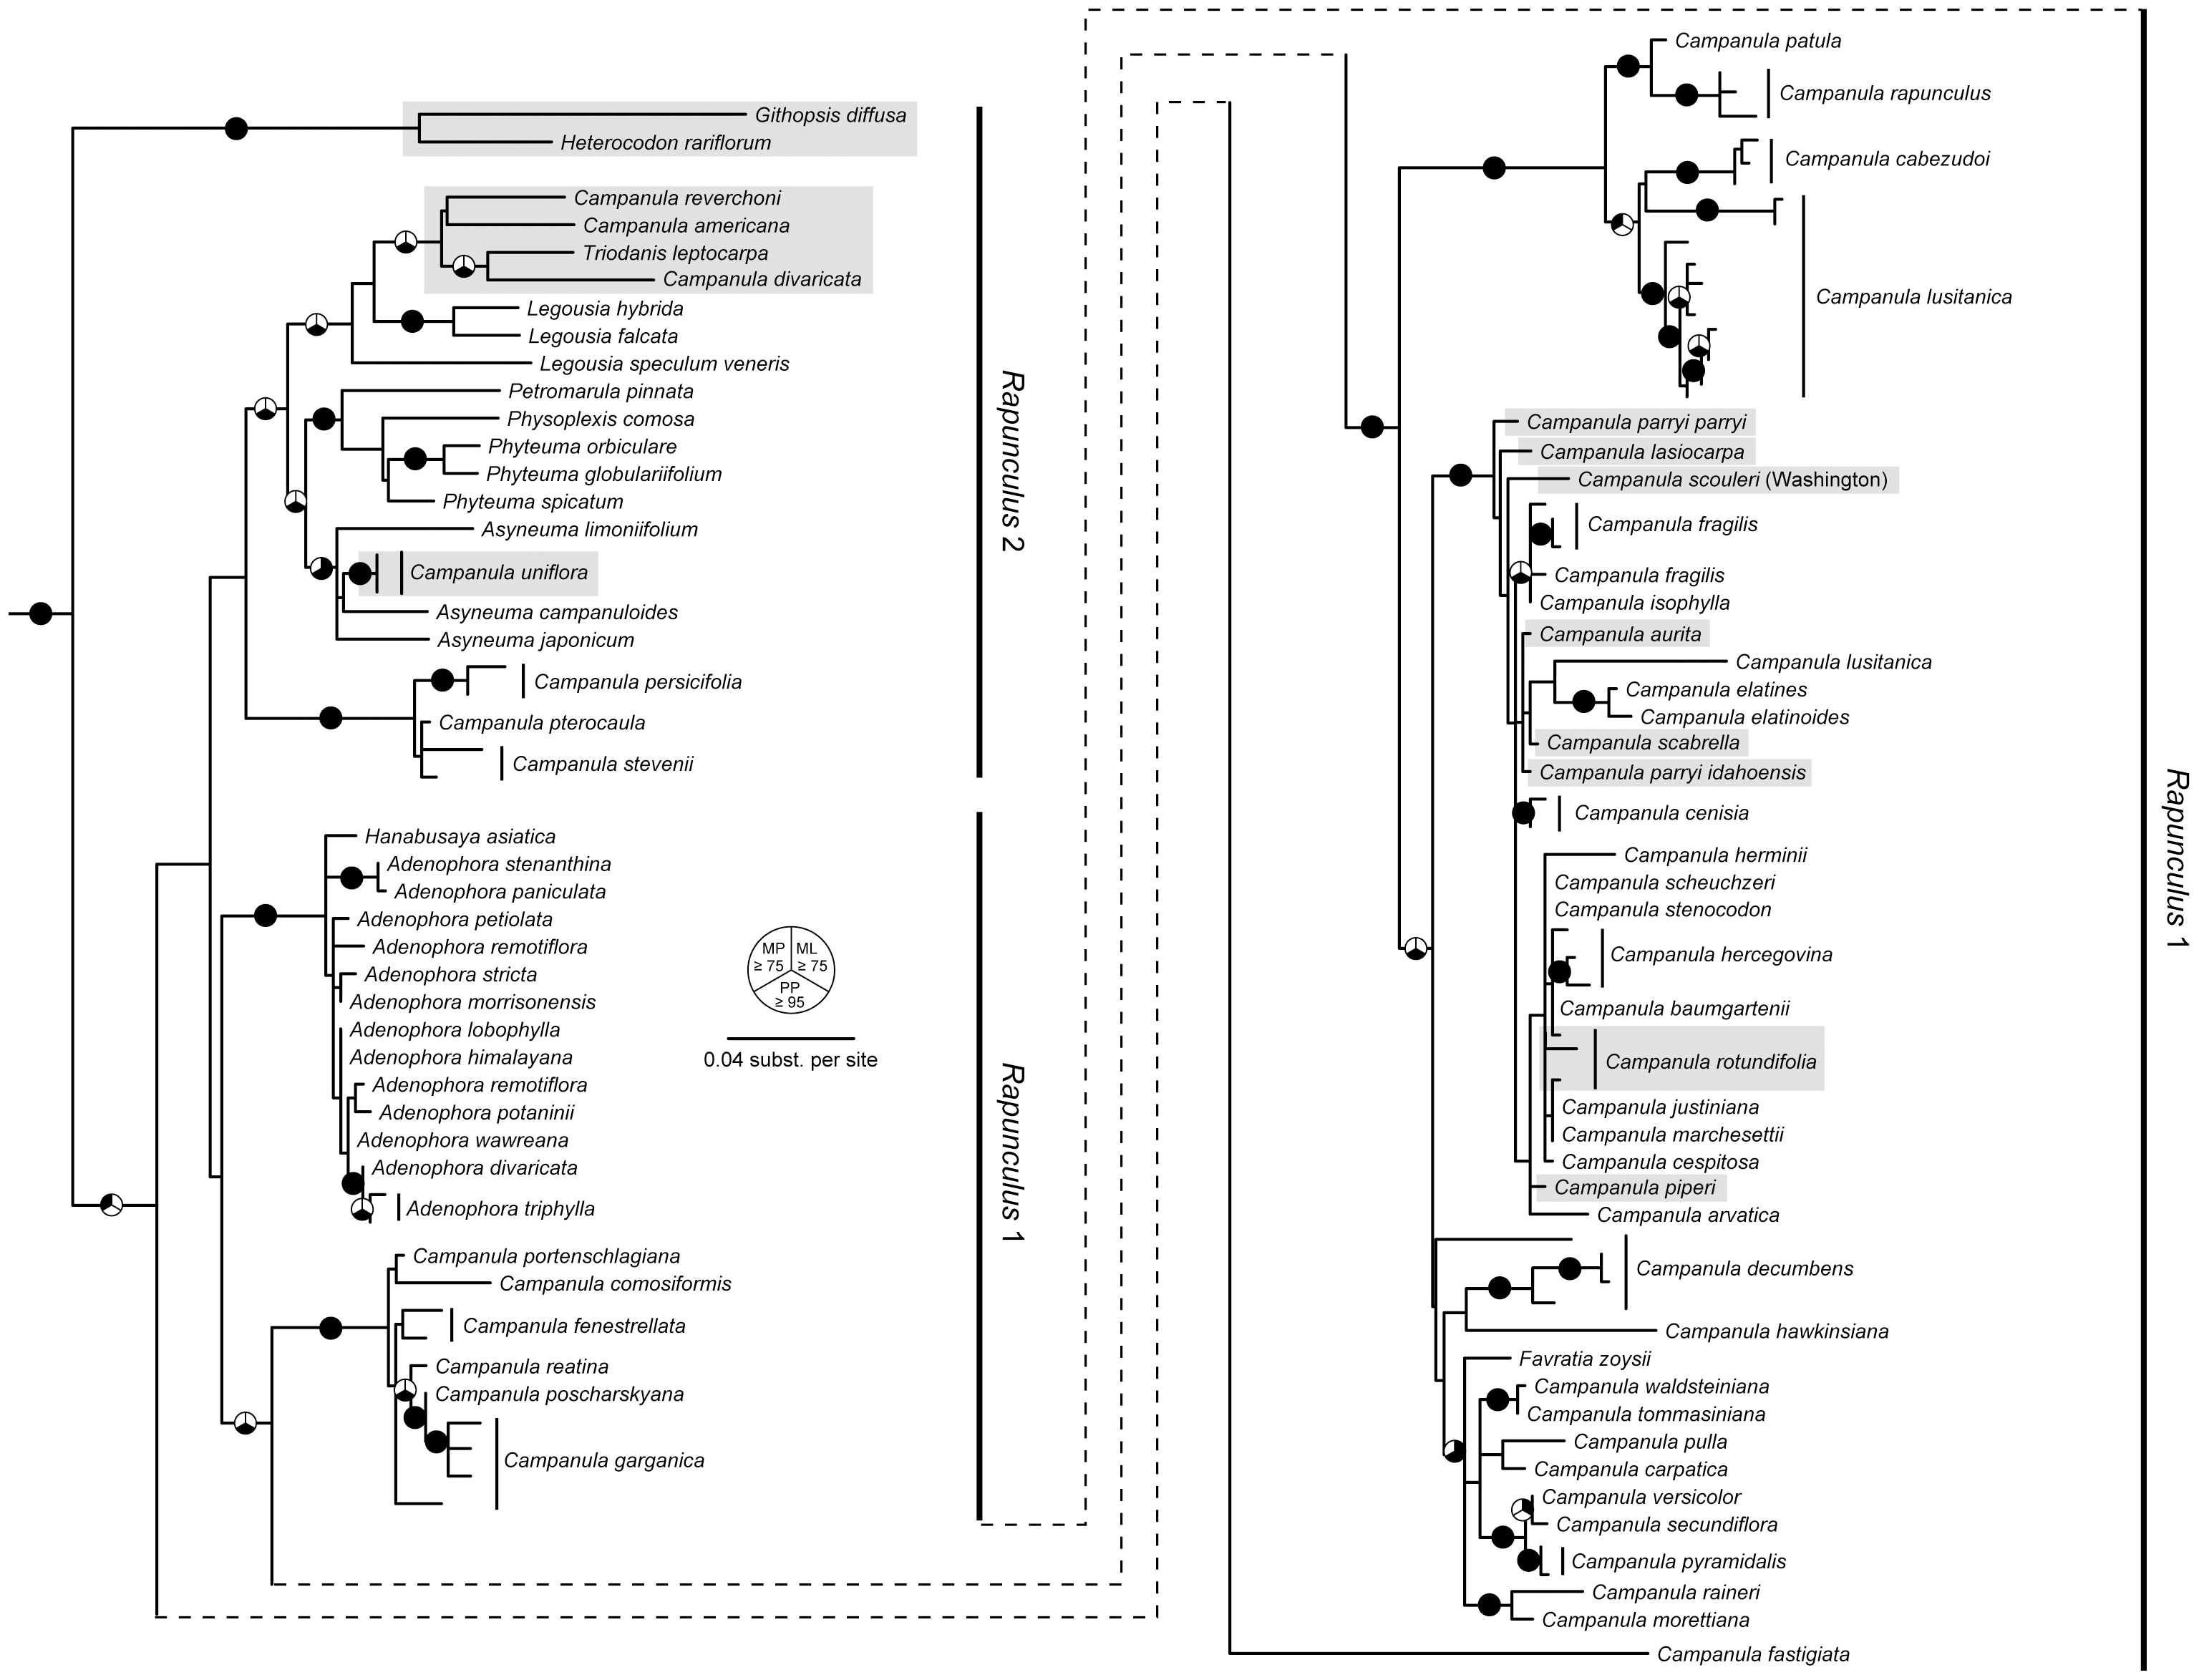 Githopsis diffusa
Heterocodon rariflorum
Campanula reverchoni
Campanula americana
Triodanis leptocarpa
Campanula divaricata
Legousia hybrida
Legousia falcata
Legousia speculum veneris
Petromarula pinnata
Physoplexis comosa
Phyteuma orbiculare
Phyteuma globulariifolium
Phyteuma spicatum
Asyneuma limoniifolium
Campanula uniflora
Asyneuma campanuloides
Asyneuma japonicum
Campanula persicifolia
Campanula pterocaula
Campanula stevenii
Rapunculus 2
Hanabusaya asiatica
Adenophora stenanthina
Adenophora paniculata
Adenophora petiolata
Adenophora remotiflora
Adenophora stricta
Adenophora morrisonensis
Adenophora lobophylla
Adenophora himalayana
Adenophora remotiflora
Adenophora potaninii
Adenophora wawreana
Adenophora divaricata
Adenophora triphylla
Campanula portenschlagiana
Campanula comosiformis
Campanula fenestrellata
Campanula reatina
Campanula poscharskyana
Campanula garganica
Rapunculus 1
MP ML
≥ 75 ≥ 75
PP
≥ 95
0.04 subst. per site
Campanula patula
Campanula rapunculus
Campanula cabezudoi
Campanula lusitanica
Campanula parryi parryi
Campanula lasiocarpa
Campanula scouleri (Washington)
Campanula fragilis
Campanula fragilis
Campanula isophylla
Campanula aurita
Campanula lusitanica
Campanula elatines
Campanula elatinoides
Campanula scabrella
Campanula parryi idahoensis
Campanula cenisia
Campanula herminii
Campanula scheuchzeri
Campanula stenocodon
Campanula hercegovina
Campanula baumgartenii
Campanula rotundifolia
Campanula justiniana
Campanula marchesettii
Campanula cespitosa
Campanula piperi
Campanula arvatica
Campanula decumbens
Campanula hawkinsiana
Favratia zoysii
Campanula waldsteiniana
Campanula tommasiniana
Campanula pulla
Campanula carpatica
Campanula versicolor
Campanula secundiflora
Campanula pyramidalis
Campanula raineri
Campanula morettiana
Campanula fastigiata
Rapunculus 1